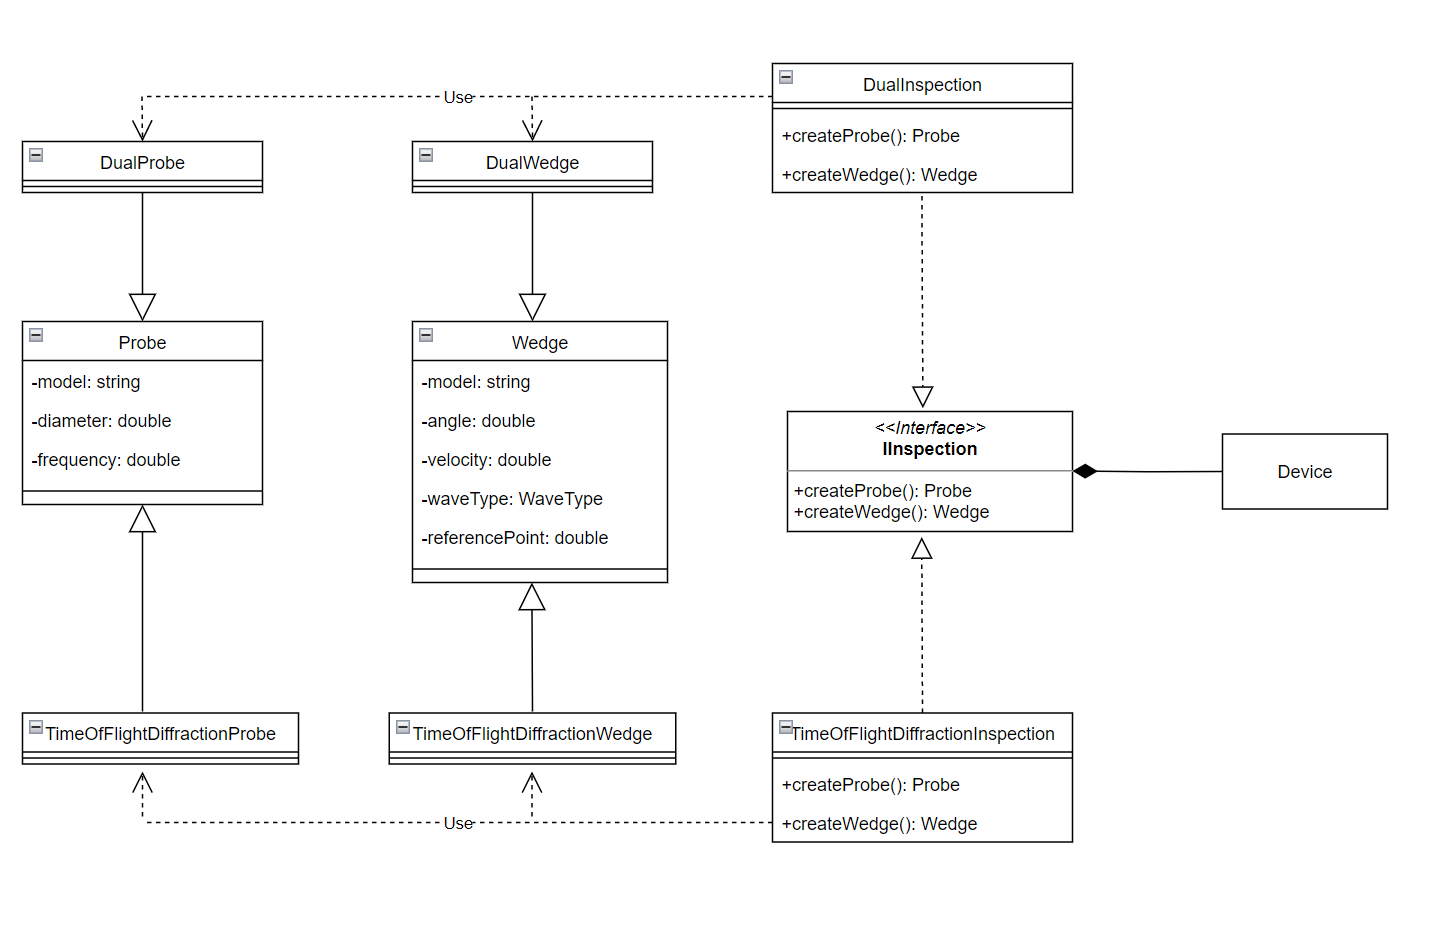 DualInspection
+createProbe(): Probe
+createWedge(): Wedge
Use
DualProbe
DualWedge
Probe
-model: string
-diameter: double
-frequency: double
Wedge
-model: string
-angle: double
-velocity: double
-waveType: WaveType
-referencePoint: double
<<Interface>>
IInspection
+createProbe(): Probe
+createWedge(): Wedge
Device
TimeOfFlightDiffractionProbe
TimeOfFlightDiffractionWedge
TimeOfFlightDiffractionInspection
+createProbe(): Probe
+createWedge(): Wedge
Use